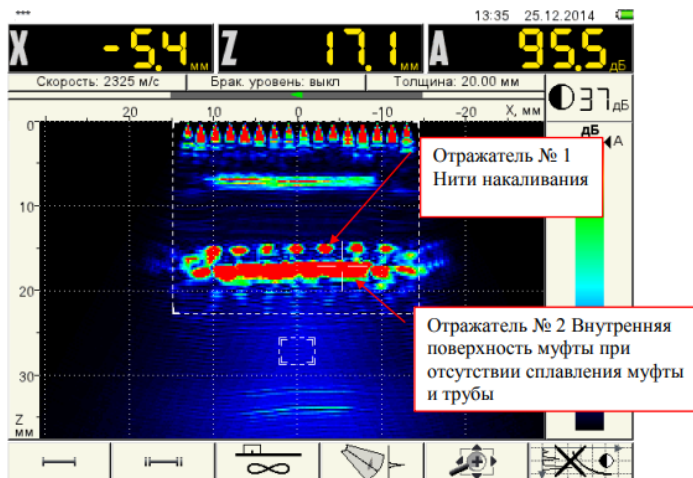 *** 13:35 25.12.2014
X -5.4 мм Z 17.1 мм A 95.5 дБ
Скорость: 2325 м/с Брак. уровень: выкл Толщина: 20.00 мм
37 дБ
20 10 0 -10 -20 X, мм
дБ
A
0
10
20
30
Z
мм
Отражатель № 1
Нити накаливания
Отражатель № 2 Внутренняя
поверхность муфты при
отсутствии сплавления муфты
и трубы